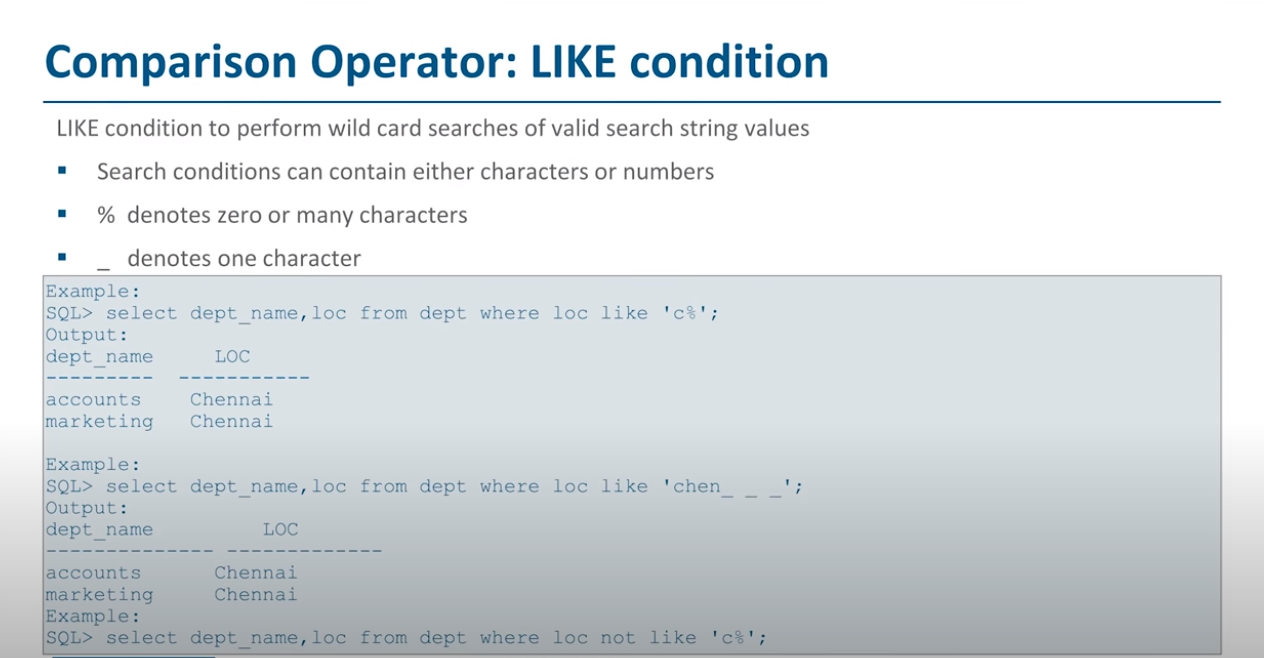 Comparison Operator: LIKE condition
LIKE condition to perform wild card searches of valid search string values
▪ Search conditions can contain either characters or numbers
▪ % denotes zero or many characters
▪ _ denotes one character
Example:
SQL> select dept_name,loc from dept where loc like 'c%';
Output:
dept_name LOC
--------- -----------
accounts Chennai
marketing Chennai
Example:
SQL> select dept_name,loc from dept where loc like 'chen_ _ _';
Output:
dept_name LOC
-------------- -------------
accounts Chennai
marketing Chennai
Example:
SQL> select dept_name,loc from dept where loc not like 'c%';